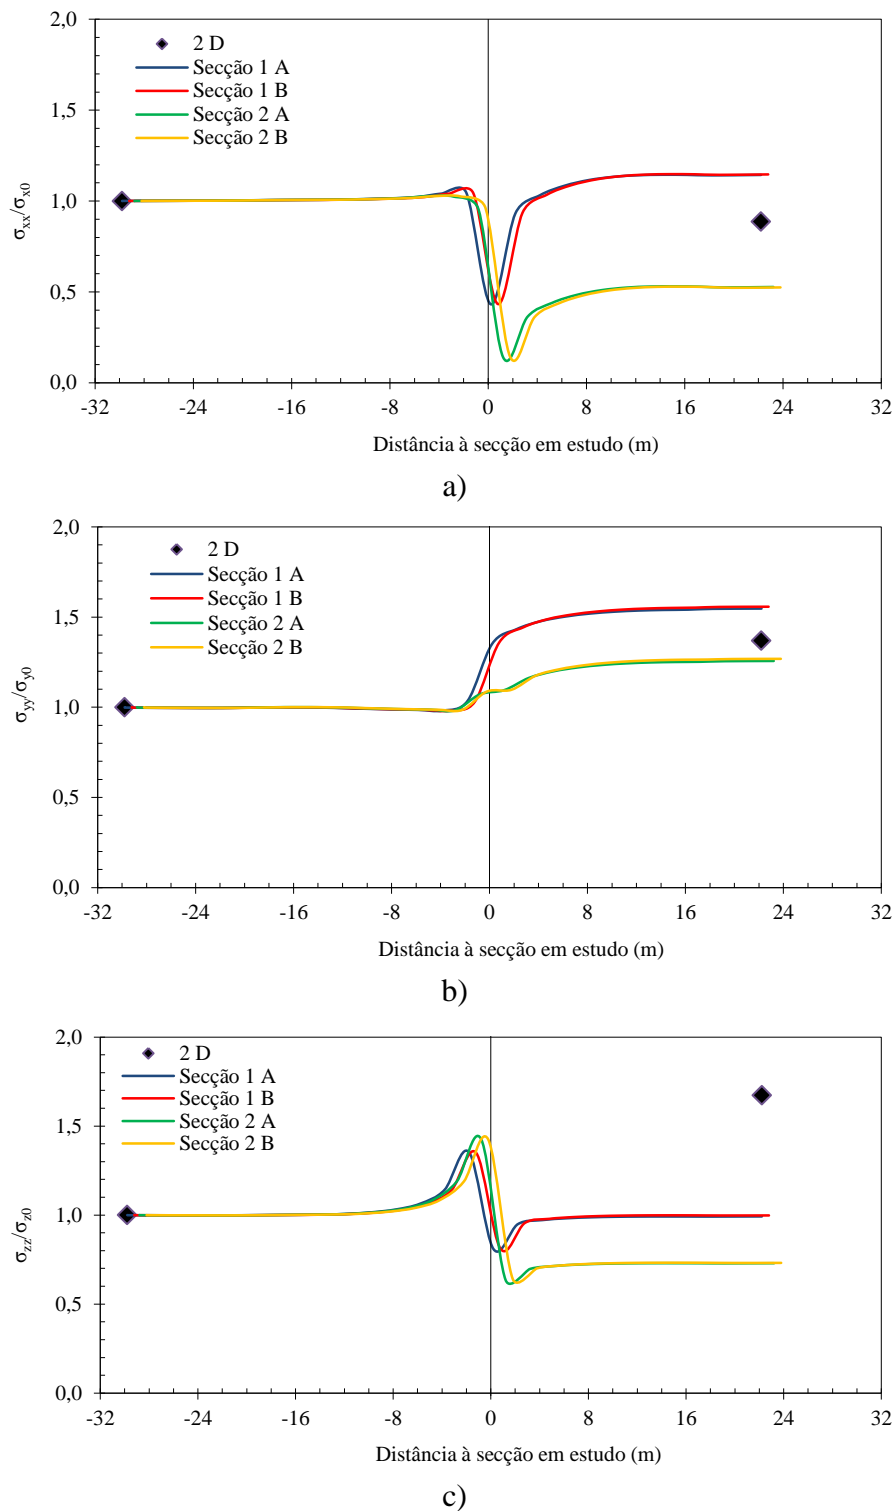 2,0
1,5
1,0
0,5
0,0
σxx/σx0
2 D
Secção 1 A
Secção 1 B
Secção 2 A
Secção 2 B
-32 -24 -16 -8 0 8 16 24 32
Distância à secção em estudo (m)
a)
2,0
1,5
1,0
0,5
0,0
σyy/σy0
2 D
Secção 1 A
Secção 1 B
Secção 2 A
Secção 2 B
-32 -24 -16 -8 0 8 16 24 32
Distância à secção em estudo (m)
b)
2,0
1,5
1,0
0,5
0,0
σzz/σz0
2 D
Secção 1 A
Secção 1 B
Secção 2 A
Secção 2 B
-32 -24 -16 -8 0 8 16 24 32
Distância à secção em estudo (m)
c)